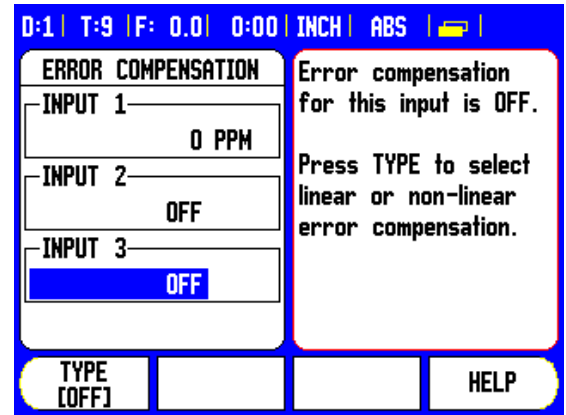 D:1| T:9 |F: 0.0| 0:00| INCH| ABS | |
ERROR COMPENSATION
INPUT 1
0 PPM
INPUT 2
OFF
INPUT 3
OFF
Error compensation
for this input is OFF.
Press TYPE to select
linear or non-linear
error compensation.
TYPE
[OFF]
HELP